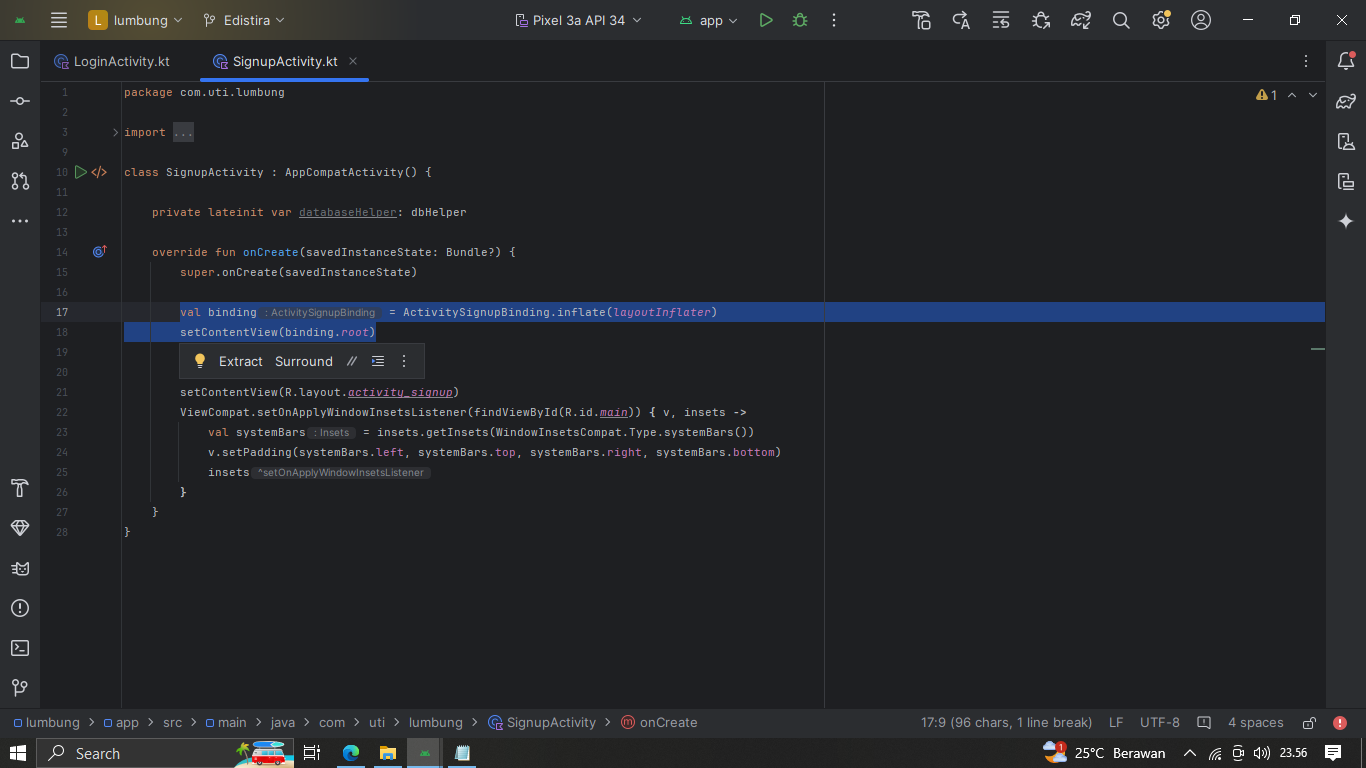 L lumbung Edistira Pixel 3a API 34 app
LoginActivity.kt SignupActivity.kt
1 package com.uti.lumbung 1
2
3 import ...
9
10 class SignupActivity : AppCompatActivity() {
11
12 private lateinit var databaseHelper: dbHelper
13
14 override fun onCreate(savedInstanceState: Bundle?) {
15 super.onCreate(savedInstanceState)
16
17 val binding : ActivitySignupBinding = ActivitySignupBinding.inflate(layoutInflater)
18 setContentView(binding.root)
19
Extract Surround
20
21 setContentView(R.layout.activity_signup)
22 ViewCompat.setOnApplyWindowInsetsListener(findViewById(R.id.main)) { v, insets ->
23 val systemBars : Insets = insets.getInsets(WindowInsetsCompat.Type.systemBars())
24 v.setPadding(systemBars.left, systemBars.top, systemBars.right, systemBars.bottom)
25 insets ^setOnApplyWindowInsetsListener
26 }
27 }
28 }
lumbung > app > src > main > java > com > uti > lumbung > SignupActivity > onCreate 17:9 (96 chars, 1 line break) LF UTF-8 4 spaces
Search 1 25°C Berawan 23.56